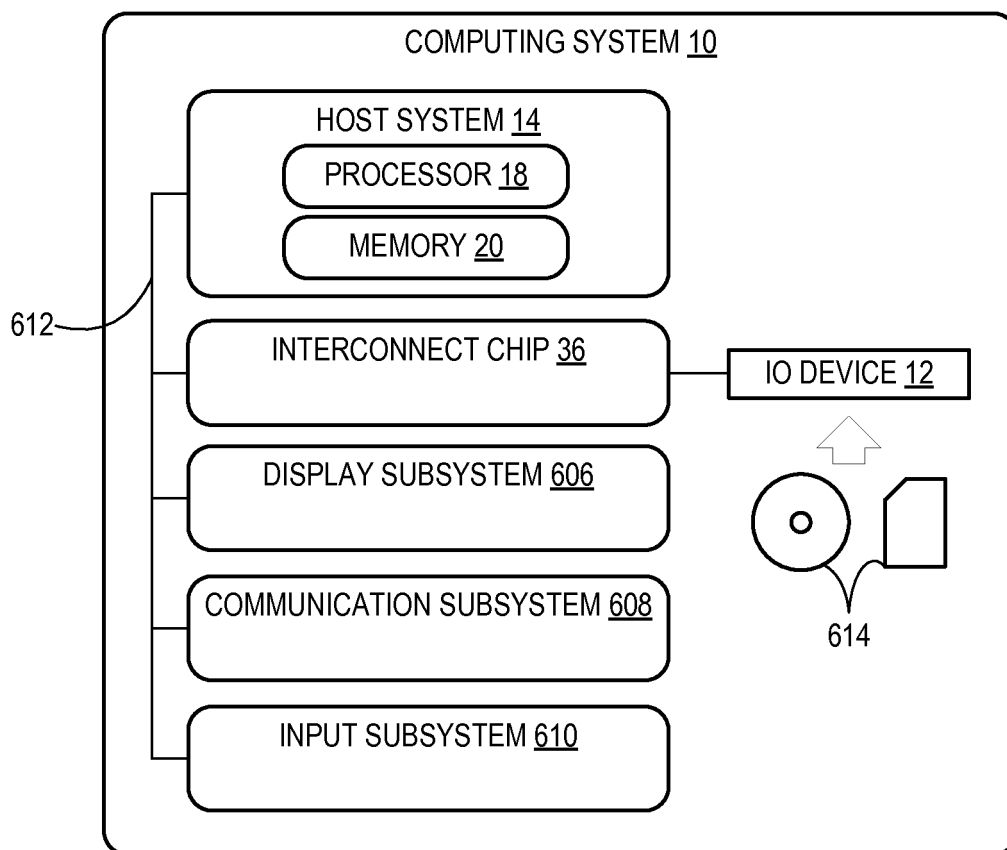 COMPUTING SYSTEM 10
HOST SYSTEM 14
PROCESSOR 18
MEMORY 20
612
INTERCONNECT CHIP 36
IO DEVICE 12
DISPLAY SUBSYSTEM 606
COMMUNICATION SUBSYSTEM 608
614
INPUT SUBSYSTEM 610